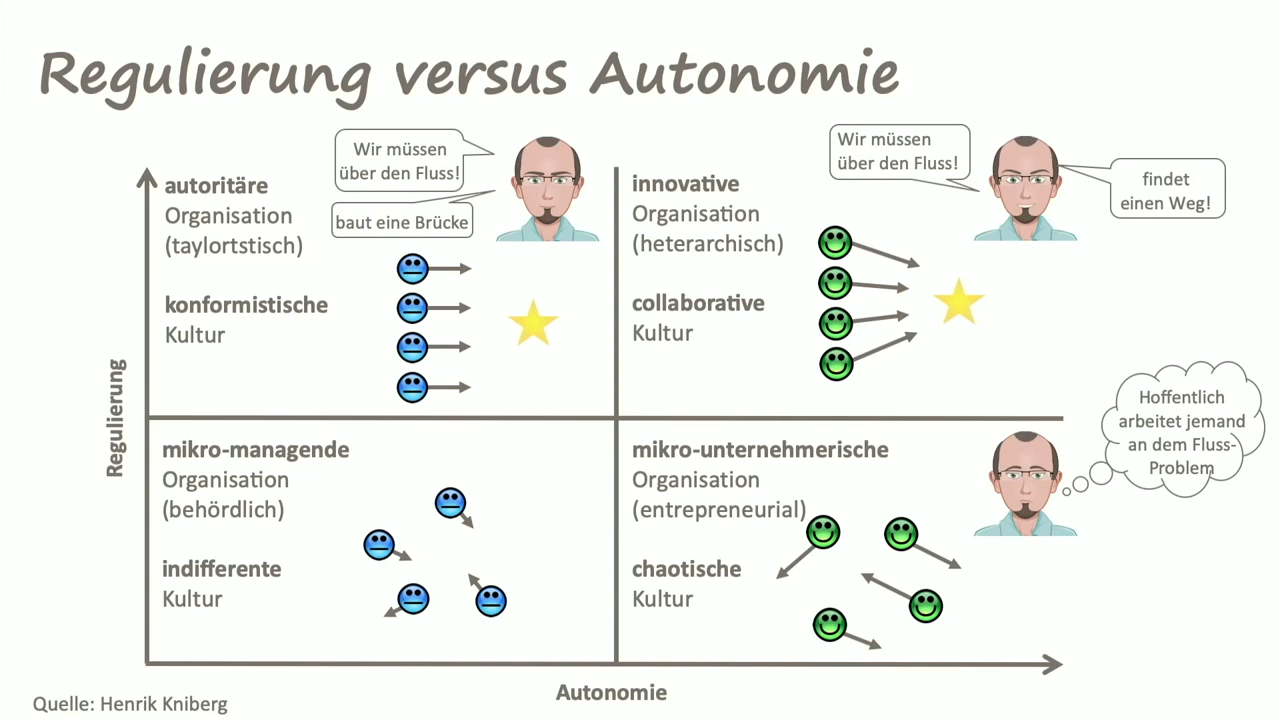 Regulierung versus Autonomie
Wir müssen
über den Fluss!
baut eine Brücke
autoritäre
Organisation
(taylortstisch)
konformistische
Kultur
Wir müssen
über den Fluss!
findet
einen Weg!
innovative
Organisation
(heterarchisch)
collaborative
Kultur
Regulierung
mikro-managende
Organisation
(behördlich)
indifferente
Kultur
mikro-unternehmerische
Organisation
(entrepreneurial)
chaotische
Kultur
Hoffentlich
arbeitet jemand
an dem Fluss-
Problem
Autonomie
Quelle: Henrik Kniberg